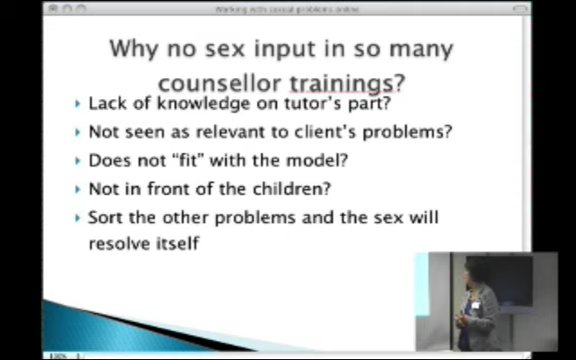 Working with sexual problems online
Why no sex input in so many
counsellor trainings?
Lack of knowledge on tutor's part?
Not seen as relevant to client's problems?
Does not "fit" with the model?
Not in front of the children?
Sort the other problems and the sex will
resolve itself